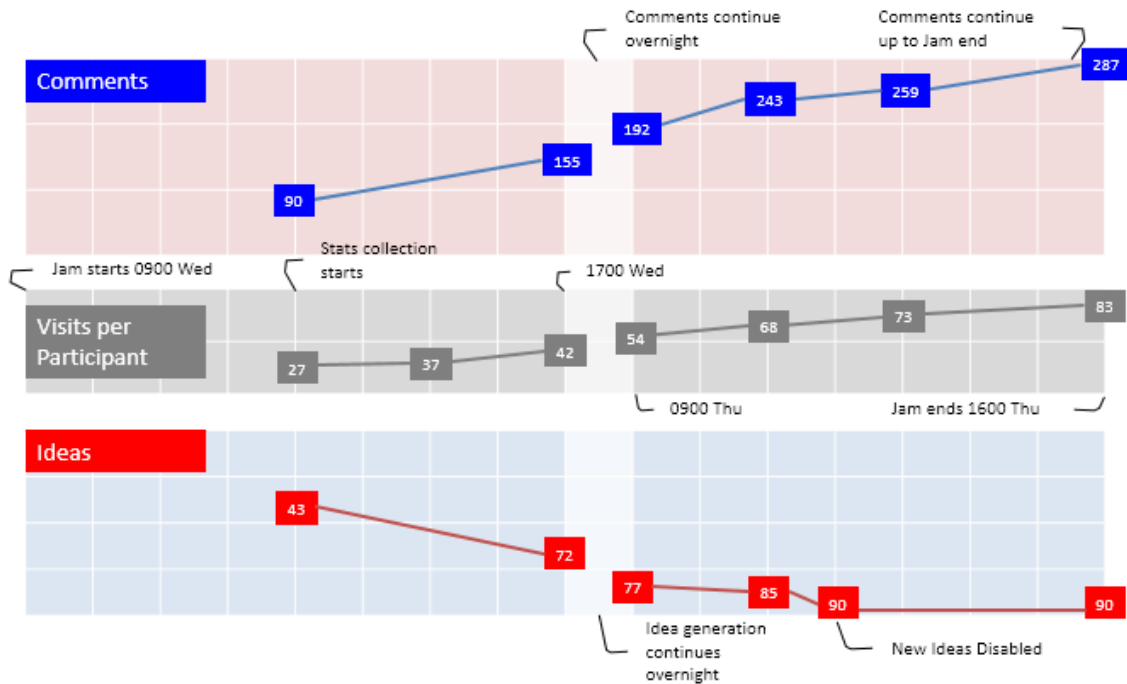 Comments continue
overnight
Comments continue
up to Jam end
Comments
90
155
192
243
259
287
Stats collection
starts
Jam starts 0900 Wed
1700 Wed
Visits per
Participant
27
37
42
54
68
73
83
0900 Thu
Jam ends 1600 Thu
Ideas
43
72
77
85
90
90
Idea generation
continues
overnight
New Ideas Disabled